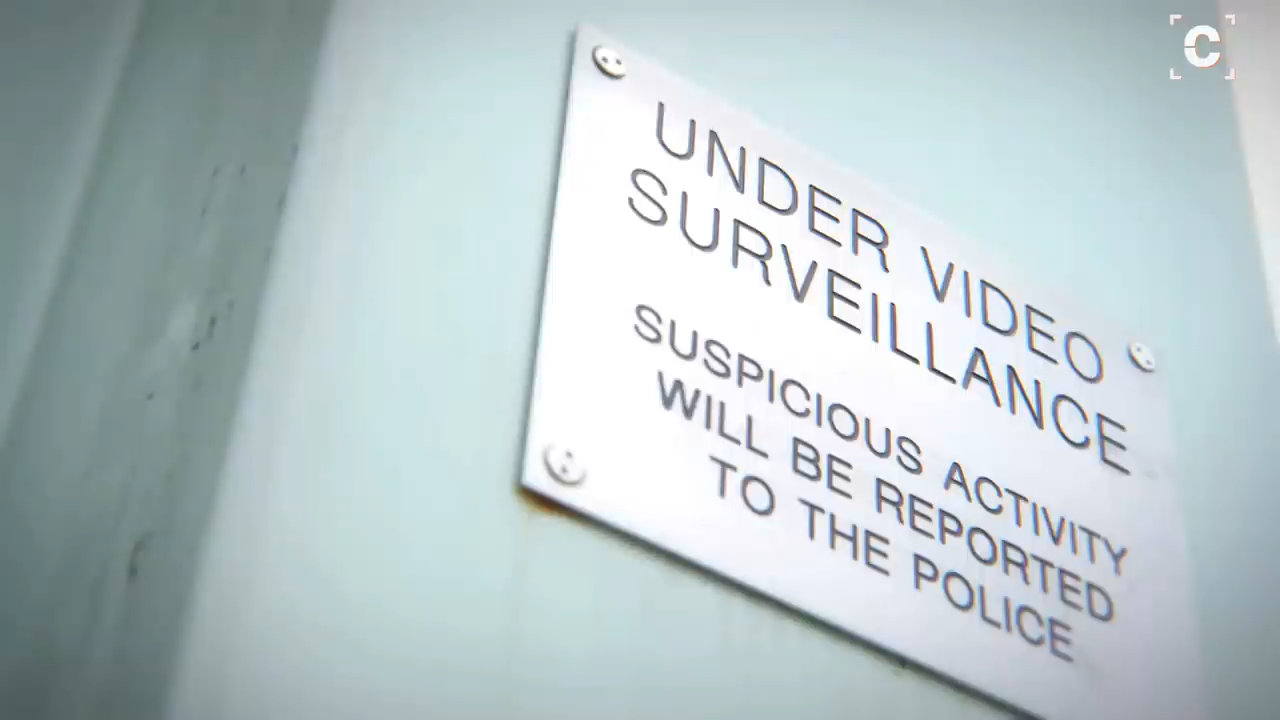 C
UNDER VIDEO
SURVEILLANCE
SUSPICIOUS ACTIVITY
WILL BE REPORTED
TO THE POLICE